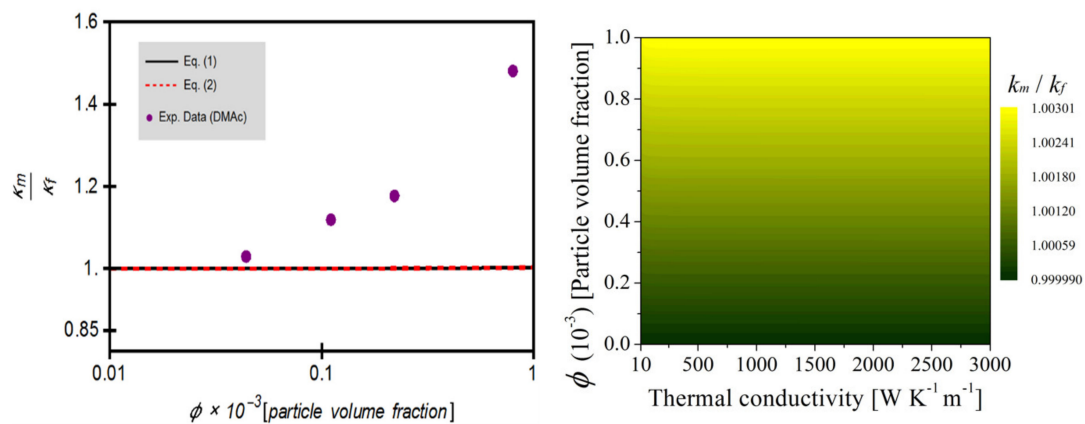 1.6
1.4
1.2
1.
0.85
κm
κf
Eq. (1)
Eq. (2)
Exp. Data (DMAc)
0.01
0.1
1
ϕ × 10⁻³ [particle volume fraction]
ϕ (10⁻³) [Particle volume fraction]
1.0
0.8
0.6
0.4
0.2
0.0
10 500 1000 1500 2000 2500 3000
Thermal conductivity [W K⁻¹ m⁻¹]
km / kf
1.00301
1.00241
1.00180
1.00120
1.00059
0.999990